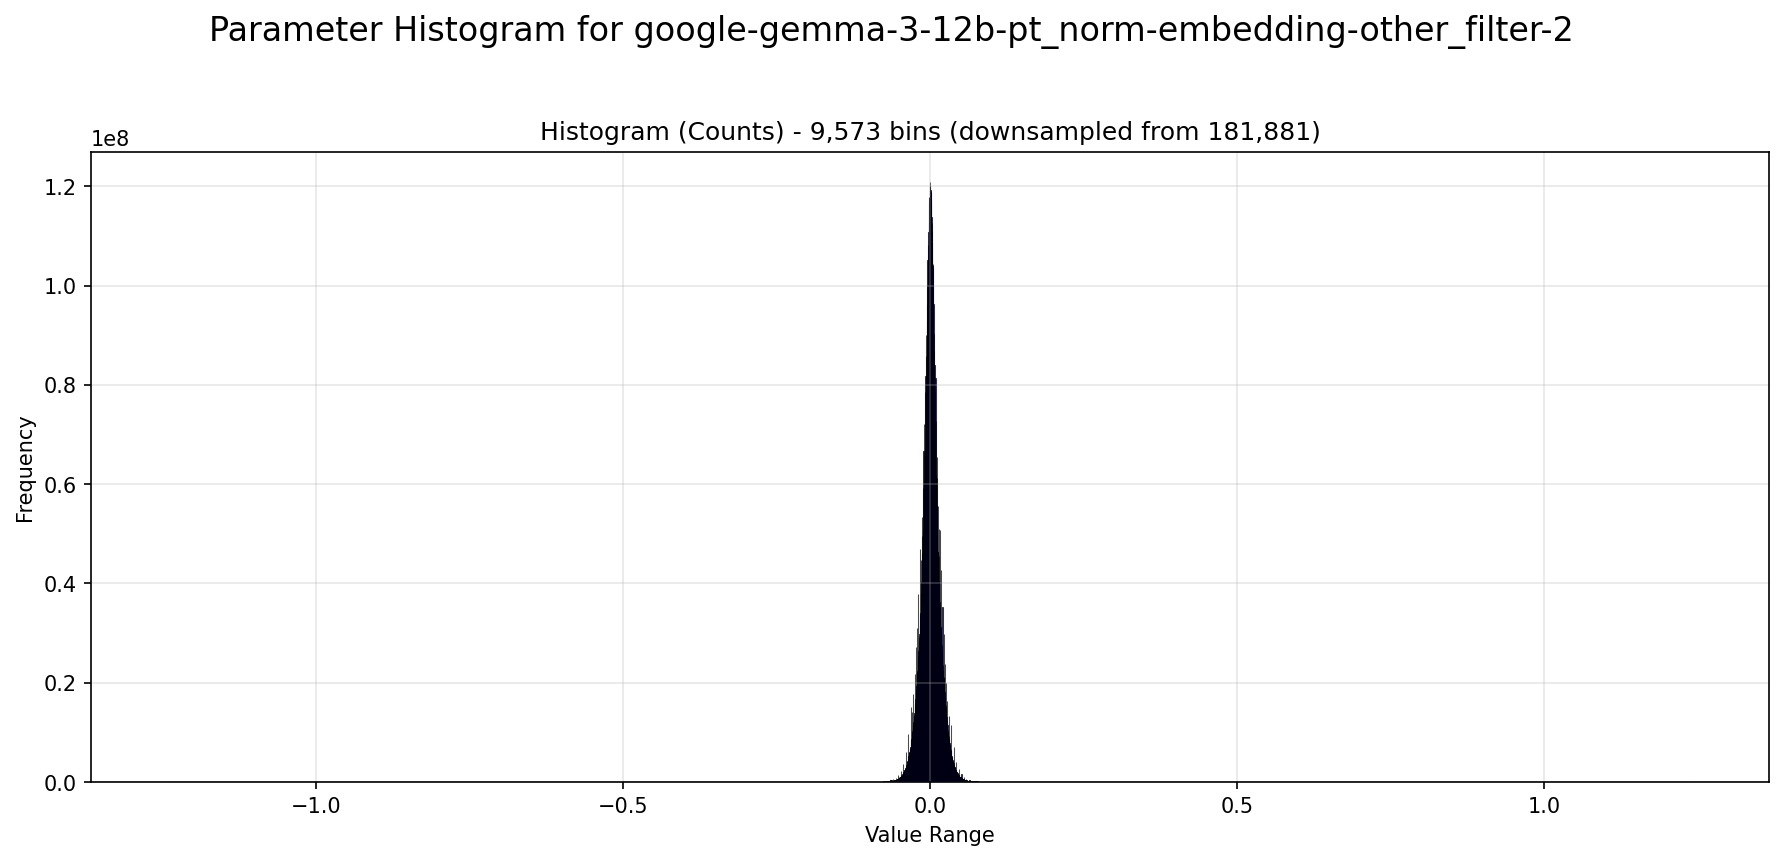 Parameter Histogram for google-gemma-3-12b-pt_norm-embedding-other_filter-2
Histogram (Counts) - 9,573 bins (downsampled from 181,881)
1e8
1.2
1.0
0.8
0.6
0.4
0.2
0.0
Frequency
−1.0
−0.5
0.0
0.5
1.0
Value Range